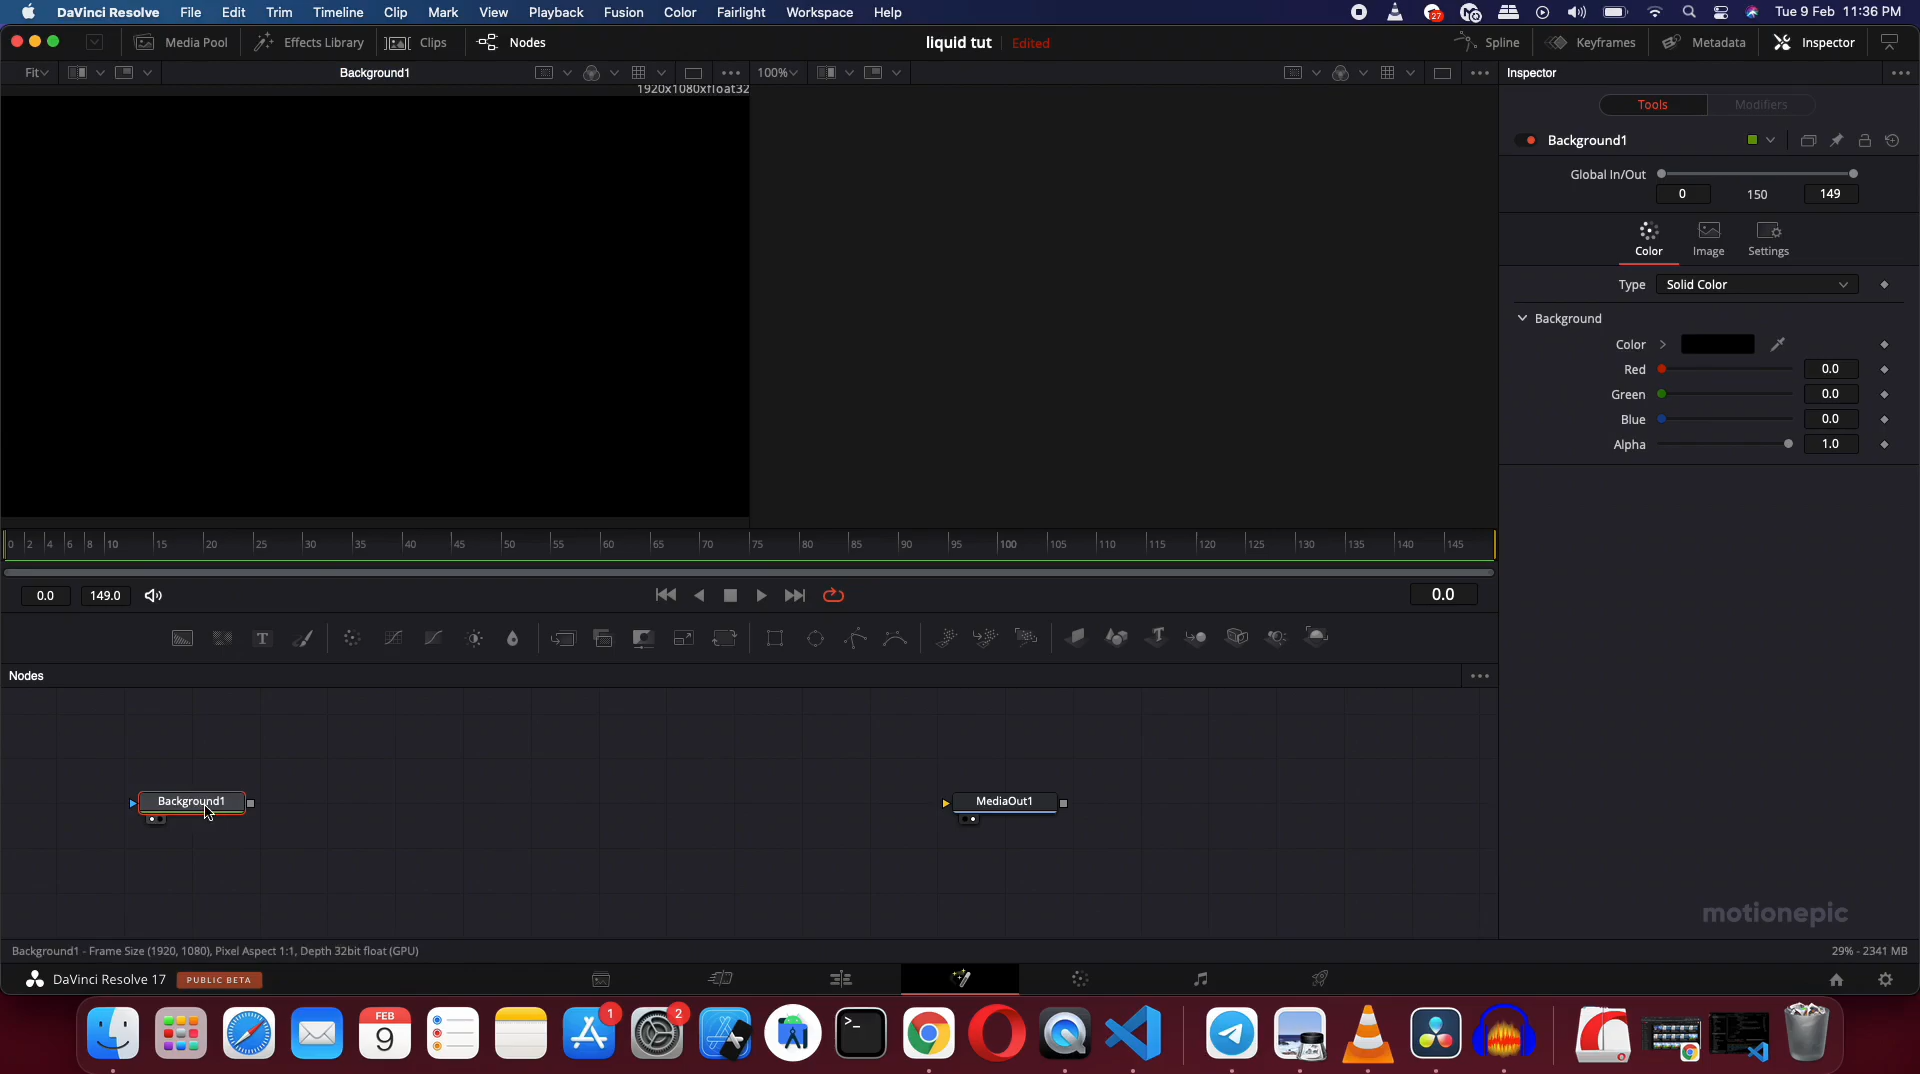 DaVinci Resolve File Edit Trim Timeline Clip Mark View Playback Fusion Color Fairlight Workspace Help 27 Tue 9 Feb 11:36 PM
Media Pool Effects Library Clips Nodes liquid tut Edited Spline Keyframes Metadata Inspector
Fit Background1 100% Inspector
1920x1080xfloat32
Tools Modifiers
Background1
Global In/Out
0 150 149
Color Image Settings
Type Solid Color
Background
Color
Red 0.0
Green 0.0
Blue 0.0
Alpha 1.0
0 2 4 6 8 10 15 20 25 30 35 40 45 50 55 60 65 70 75 80 85 90 95 100 105 110 115 120 125 130 135 140 145
0.0 149.0 0.0
T T
Nodes
Background1 MediaOut1
motionepic
Background1 - Frame Size (1920, 1080), Pixel Aspect 1:1, Depth 32bit float (GPU) 29% - 2341 MB
DaVinci Resolve 17 PUBLIC BETA
FEB
9
1
2